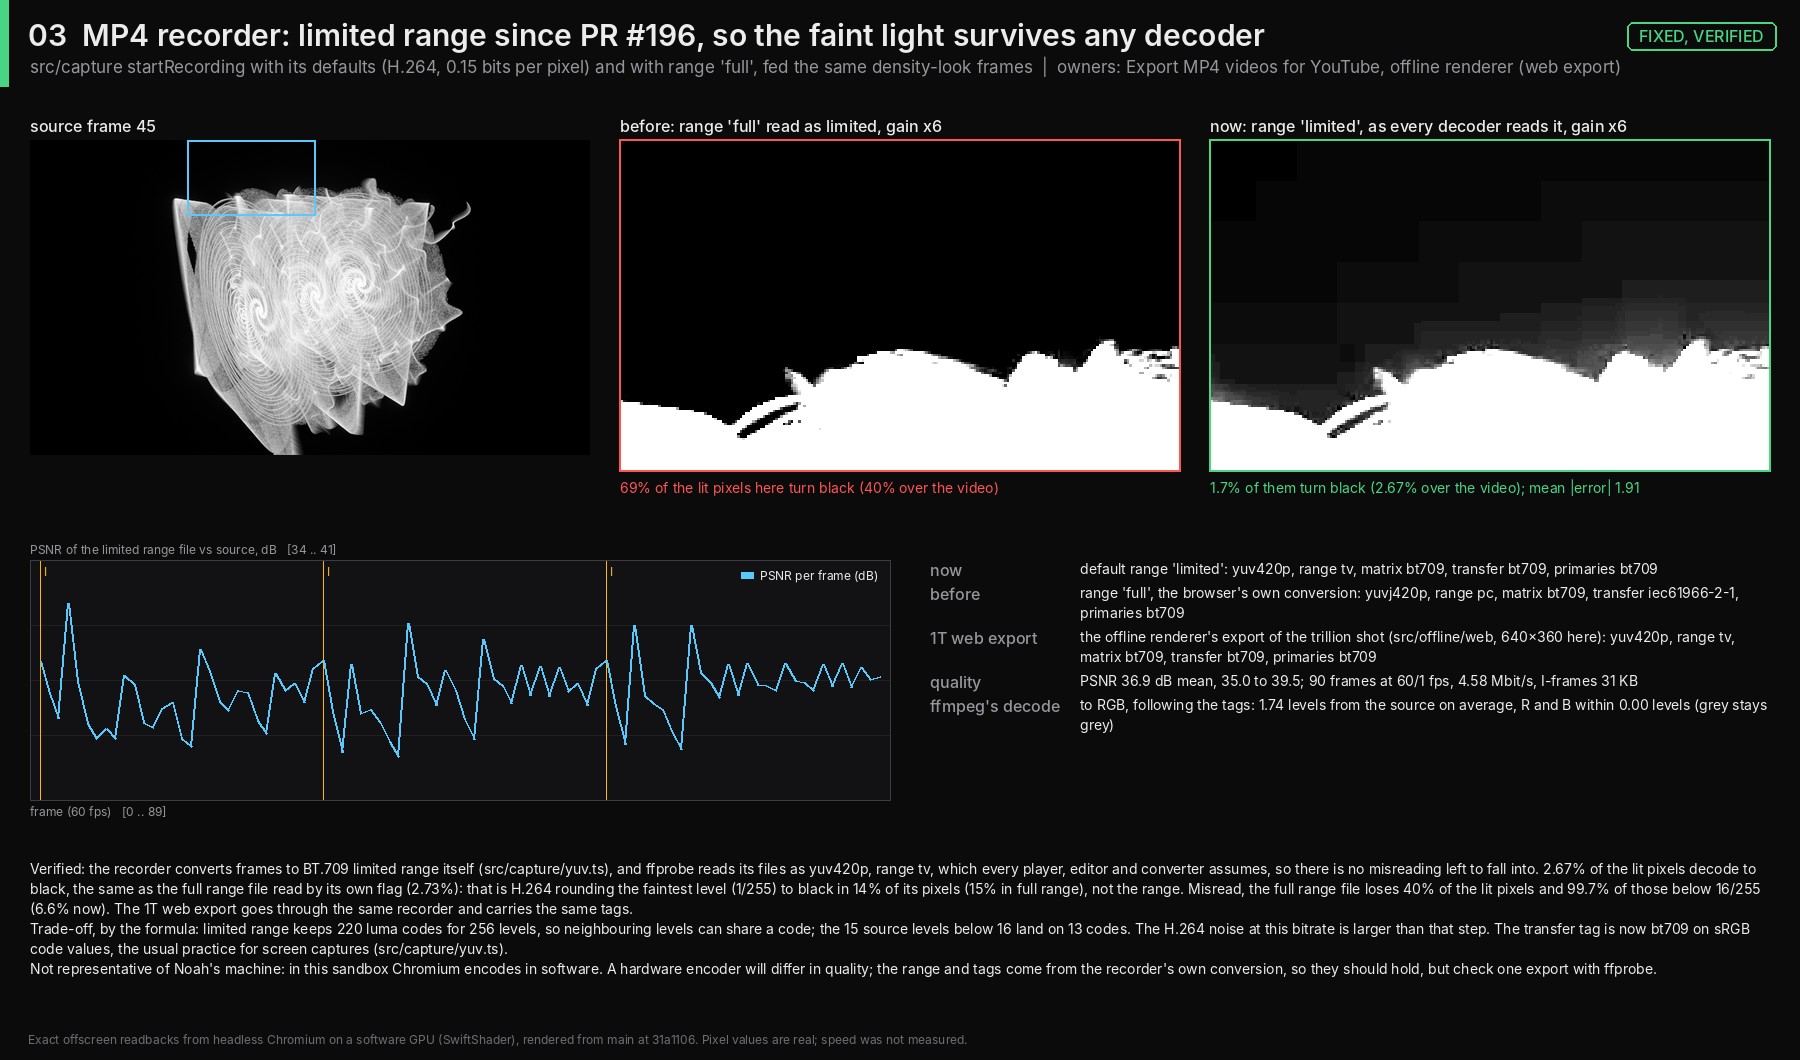 03 MP4 recorder: limited range since PR #196, so the faint light survives any decoder
FIXED, VERIFIED
src/capture startRecording with its defaults (H.264, 0.15 bits per pixel) and with range 'full', fed the same density-look frames | owners: Export MP4 videos for YouTube, offline renderer (web export)
source frame 45
before: range 'full' read as limited, gain x6
now: range 'limited', as every decoder reads it, gain x6
69% of the lit pixels here turn black (40% over the video)
1.7% of them turn black (2.67% over the video); mean |error| 1.91
PSNR of the limited range file vs source, dB [34 .. 41]
I
I
I
PSNR per frame (dB)
frame (60 fps) [0 .. 89]
now default range 'limited': yuv420p, range tv, matrix bt709, transfer bt709, primaries bt709
before range 'full', the browser's own conversion: yuvj420p, range pc, matrix bt709, transfer iec61966-2-1,
primaries bt709
1T web export the offline renderer's export of the trillion shot (src/offline/web, 640×360 here): yuv420p, range tv,
matrix bt709, transfer bt709, primaries bt709
quality PSNR 36.9 dB mean, 35.0 to 39.5; 90 frames at 60/1 fps, 4.58 Mbit/s, I-frames 31 KB
ffmpeg's decode to RGB, following the tags: 1.74 levels from the source on average, R and B within 0.00 levels (grey stays
grey)
Verified: the recorder converts frames to BT.709 limited range itself (src/capture/yuv.ts), and ffprobe reads its files as yuv420p, range tv, which every player, editor and converter assumes, so there is no misreading left to fall into. 2.67% of the lit pixels decode to
black, the same as the full range file read by its own flag (2.73%): that is H.264 rounding the faintest level (1/255) to black in 14% of its pixels (15% in full range), not the range. Misread, the full range file loses 40% of the lit pixels and 99.7% of those below 16/255
(6.6% now). The 1T web export goes through the same recorder and carries the same tags.
Trade-off, by the formula: limited range keeps 220 luma codes for 256 levels, so neighbouring levels can share a code; the 15 source levels below 16 land on 13 codes. The H.264 noise at this bitrate is larger than that step. The transfer tag is now bt709 on sRGB
code values, the usual practice for screen captures (src/capture/yuv.ts).
Not representative of Noah's machine: in this sandbox Chromium encodes in software. A hardware encoder will differ in quality; the range and tags come from the recorder's own conversion, so they should hold, but check one export with ffprobe.
Exact offscreen readbacks from headless Chromium on a software GPU (SwiftShader), rendered from main at 31a1106. Pixel values are real; speed was not measured.